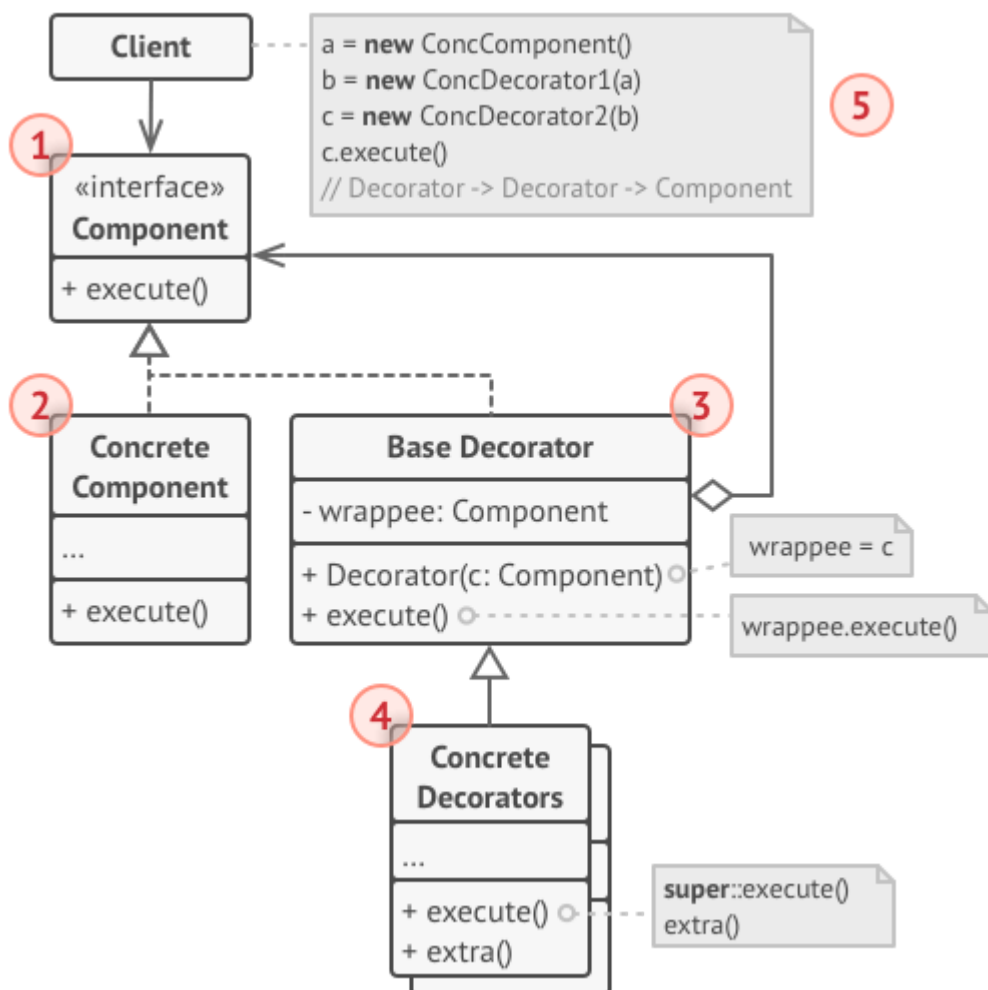 Client
a = new ConcComponent()
b = new ConcDecorator1(a)
c = new ConcDecorator2(b)
c.execute()
// Decorator -> Decorator -> Component
5
1
«interface»
Component
+ execute()
2
Concrete
Component
...
+ execute()
3
Base Decorator
- wrappee: Component
+ Decorator(c: Component)
+ execute()
wrappee = c
wrappee.execute()
4
Concrete
Decorators
...
+ execute()
+ extra()
super::execute()
extra()